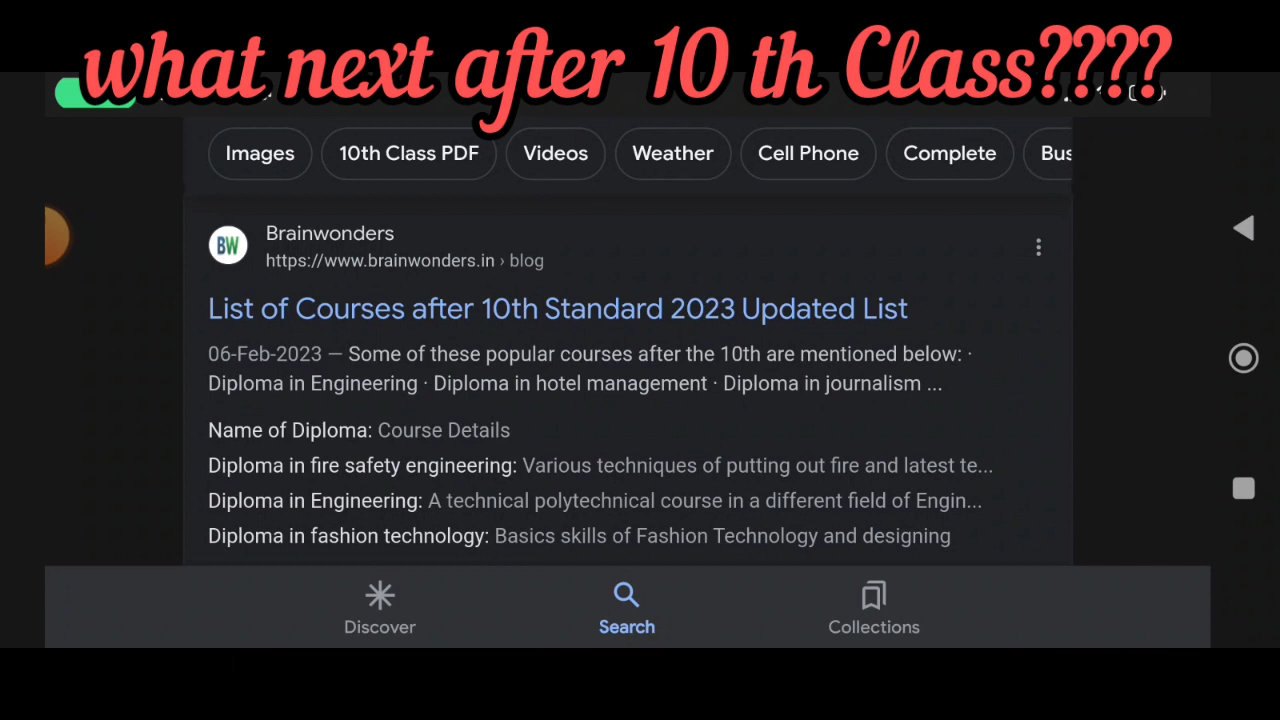 what next after 10 th Class????
Images 10th Class PDF Videos Weather Cell Phone Complete Bus
BW Brainwonders
https://www.brainwonders.in › blog
List of Courses after 10th Standard 2023 Updated List
06-Feb-2023 — Some of these popular courses after the 10th are mentioned below: ·
Diploma in Engineering · Diploma in hotel management · Diploma in journalism ...
Name of Diploma: Course Details
Diploma in fire safety engineering: Various techniques of putting out fire and latest te...
Diploma in Engineering: A technical polytechnical course in a different field of Engin...
Diploma in fashion technology: Basics skills of Fashion Technology and designing
Discover Search Collections